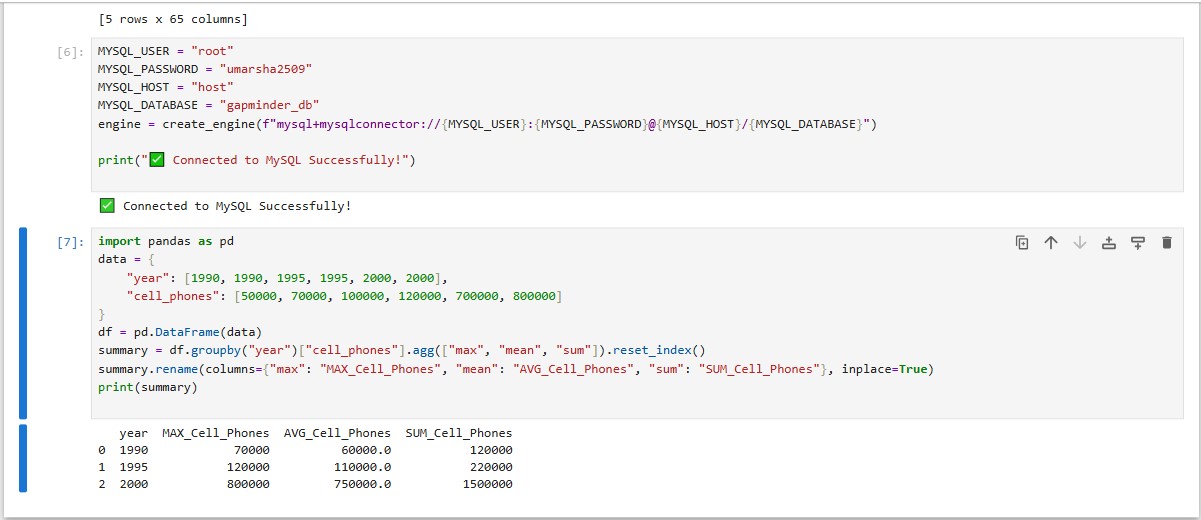 [5 rows x 65 columns]
[6]:
MYSQL_USER = "root"
MYSQL_PASSWORD = "umarsha2509"
MYSQL_HOST = "host"
MYSQL_DATABASE = "gapminder_db"
engine = create_engine(f"mysql+mysqlconnector://{MYSQL_USER}:{MYSQL_PASSWORD}@{MYSQL_HOST}/{MYSQL_DATABASE}")
print("✅ Connected to MySQL Successfully!")
✅ Connected to MySQL Successfully!
[7]:
import pandas as pd
data = {
    "year": [1990, 1990, 1995, 1995, 2000, 2000],
    "cell_phones": [50000, 70000, 100000, 120000, 700000, 800000]
}
df = pd.DataFrame(data)
summary = df.groupby("year")["cell_phones"].agg(["max", "mean", "sum"]).reset_index()
summary.rename(columns={"max": "MAX_Cell_Phones", "mean": "AVG_Cell_Phones", "sum": "SUM_Cell_Phones"}, inplace=True)
print(summary)
   year  MAX_Cell_Phones  AVG_Cell_Phones  SUM_Cell_Phones
0  1990            70000          60000.0           120000
1  1995           120000         110000.0           220000
2  2000           800000         750000.0          1500000